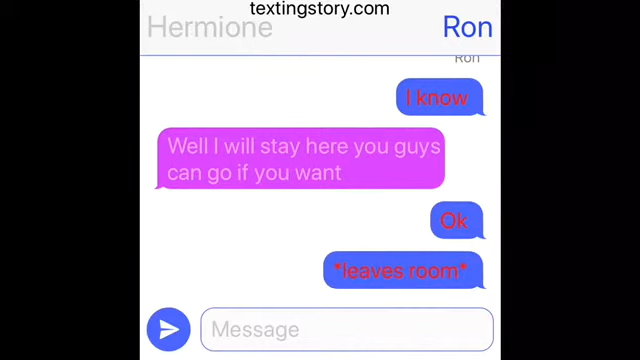 textingstory.com
Hermione
Ron
Ron
I know
Well I will stay here you guys
can go if you want
Ok
*leaves room*
Message